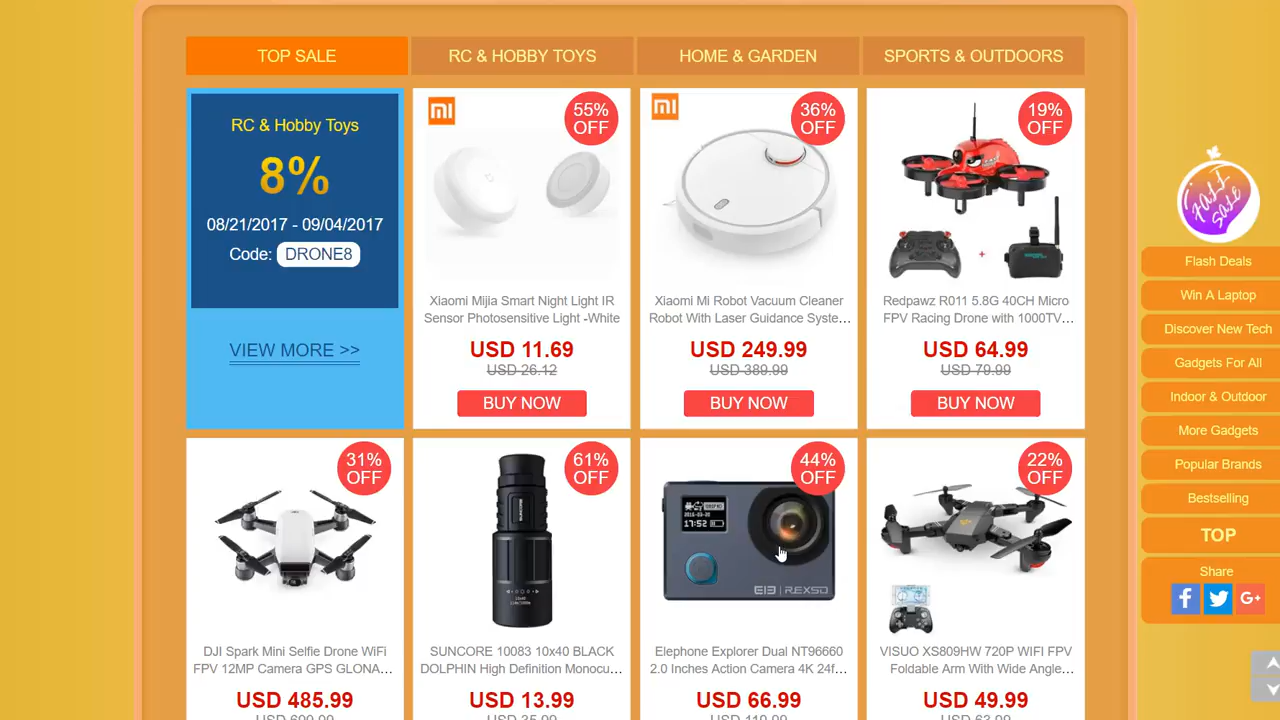 TOP SALE
RC & HOBBY TOYS
HOME & GARDEN
SPORTS & OUTDOORS
RC & Hobby Toys
8%
08/21/2017 - 09/04/2017
Code: DRONE8
VIEW MORE >>
mi
55%
OFF
Xiaomi Mijia Smart Night Light IR
Sensor Photosensitive Light -White
USD 11.69
USD 26.12
BUY NOW
mi
36%
OFF
Xiaomi Mi Robot Vacuum Cleaner
Robot With Laser Guidance Syste...
USD 249.99
USD 389.99
BUY NOW
19%
OFF
Redpawz R011 5.8G 40CH Micro
FPV Racing Drone with 1000TV...
USD 64.99
USD 79.99
BUY NOW
31%
OFF
DJI Spark Mini Selfie Drone WiFi
FPV 12MP Camera GPS GLONA...
USD 485.99
61%
OFF
SUNCORE
SUNCORE 10083 10x40 BLACK
DOLPHIN High Definition Monocu...
USD 13.99
44%
OFF
17:52
REXSO
Elephone Explorer Dual NT96660
2.0 Inches Action Camera 4K 24f...
USD 66.99
22%
OFF
VISUO XS809HW 720P WIFI FPV
Foldable Arm With Wide Angle...
USD 49.99
FALL
SALE
Flash Deals
Win A Laptop
Discover New Tech
Gadgets For All
Indoor & Outdoor
More Gadgets
Popular Brands
Bestselling
TOP
Share
f
G+